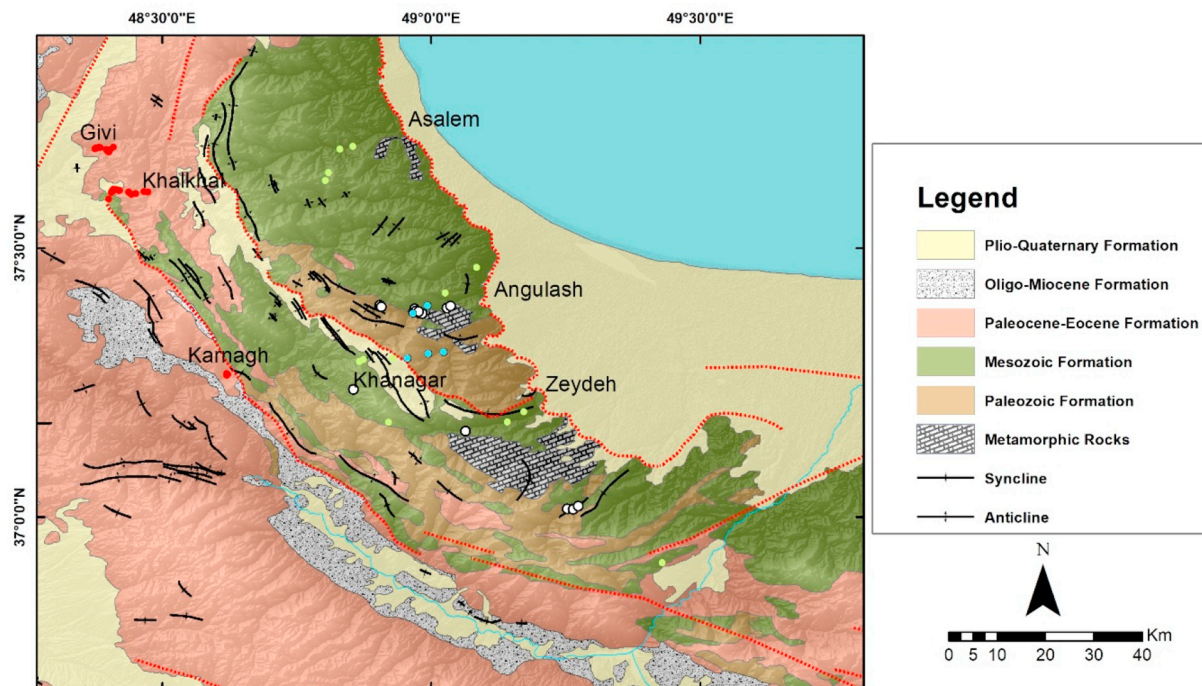 48°30'0"E
49°0'0"E
49°30'0"E
37°30'0"N
37°0'0"N
Asalem
Givi
Khalkhal
Angulash
Karnagh
Khanagar
Zeydeh
Legend
Plio-Quaternary Formation
Oligo-Miocene Formation
Paleocene-Eocene Formation
Mesozoic Formation
Paleozoic Formation
Metamorphic Rocks
Syncline
Anticline
N
Km
0 5 10 20 30 40